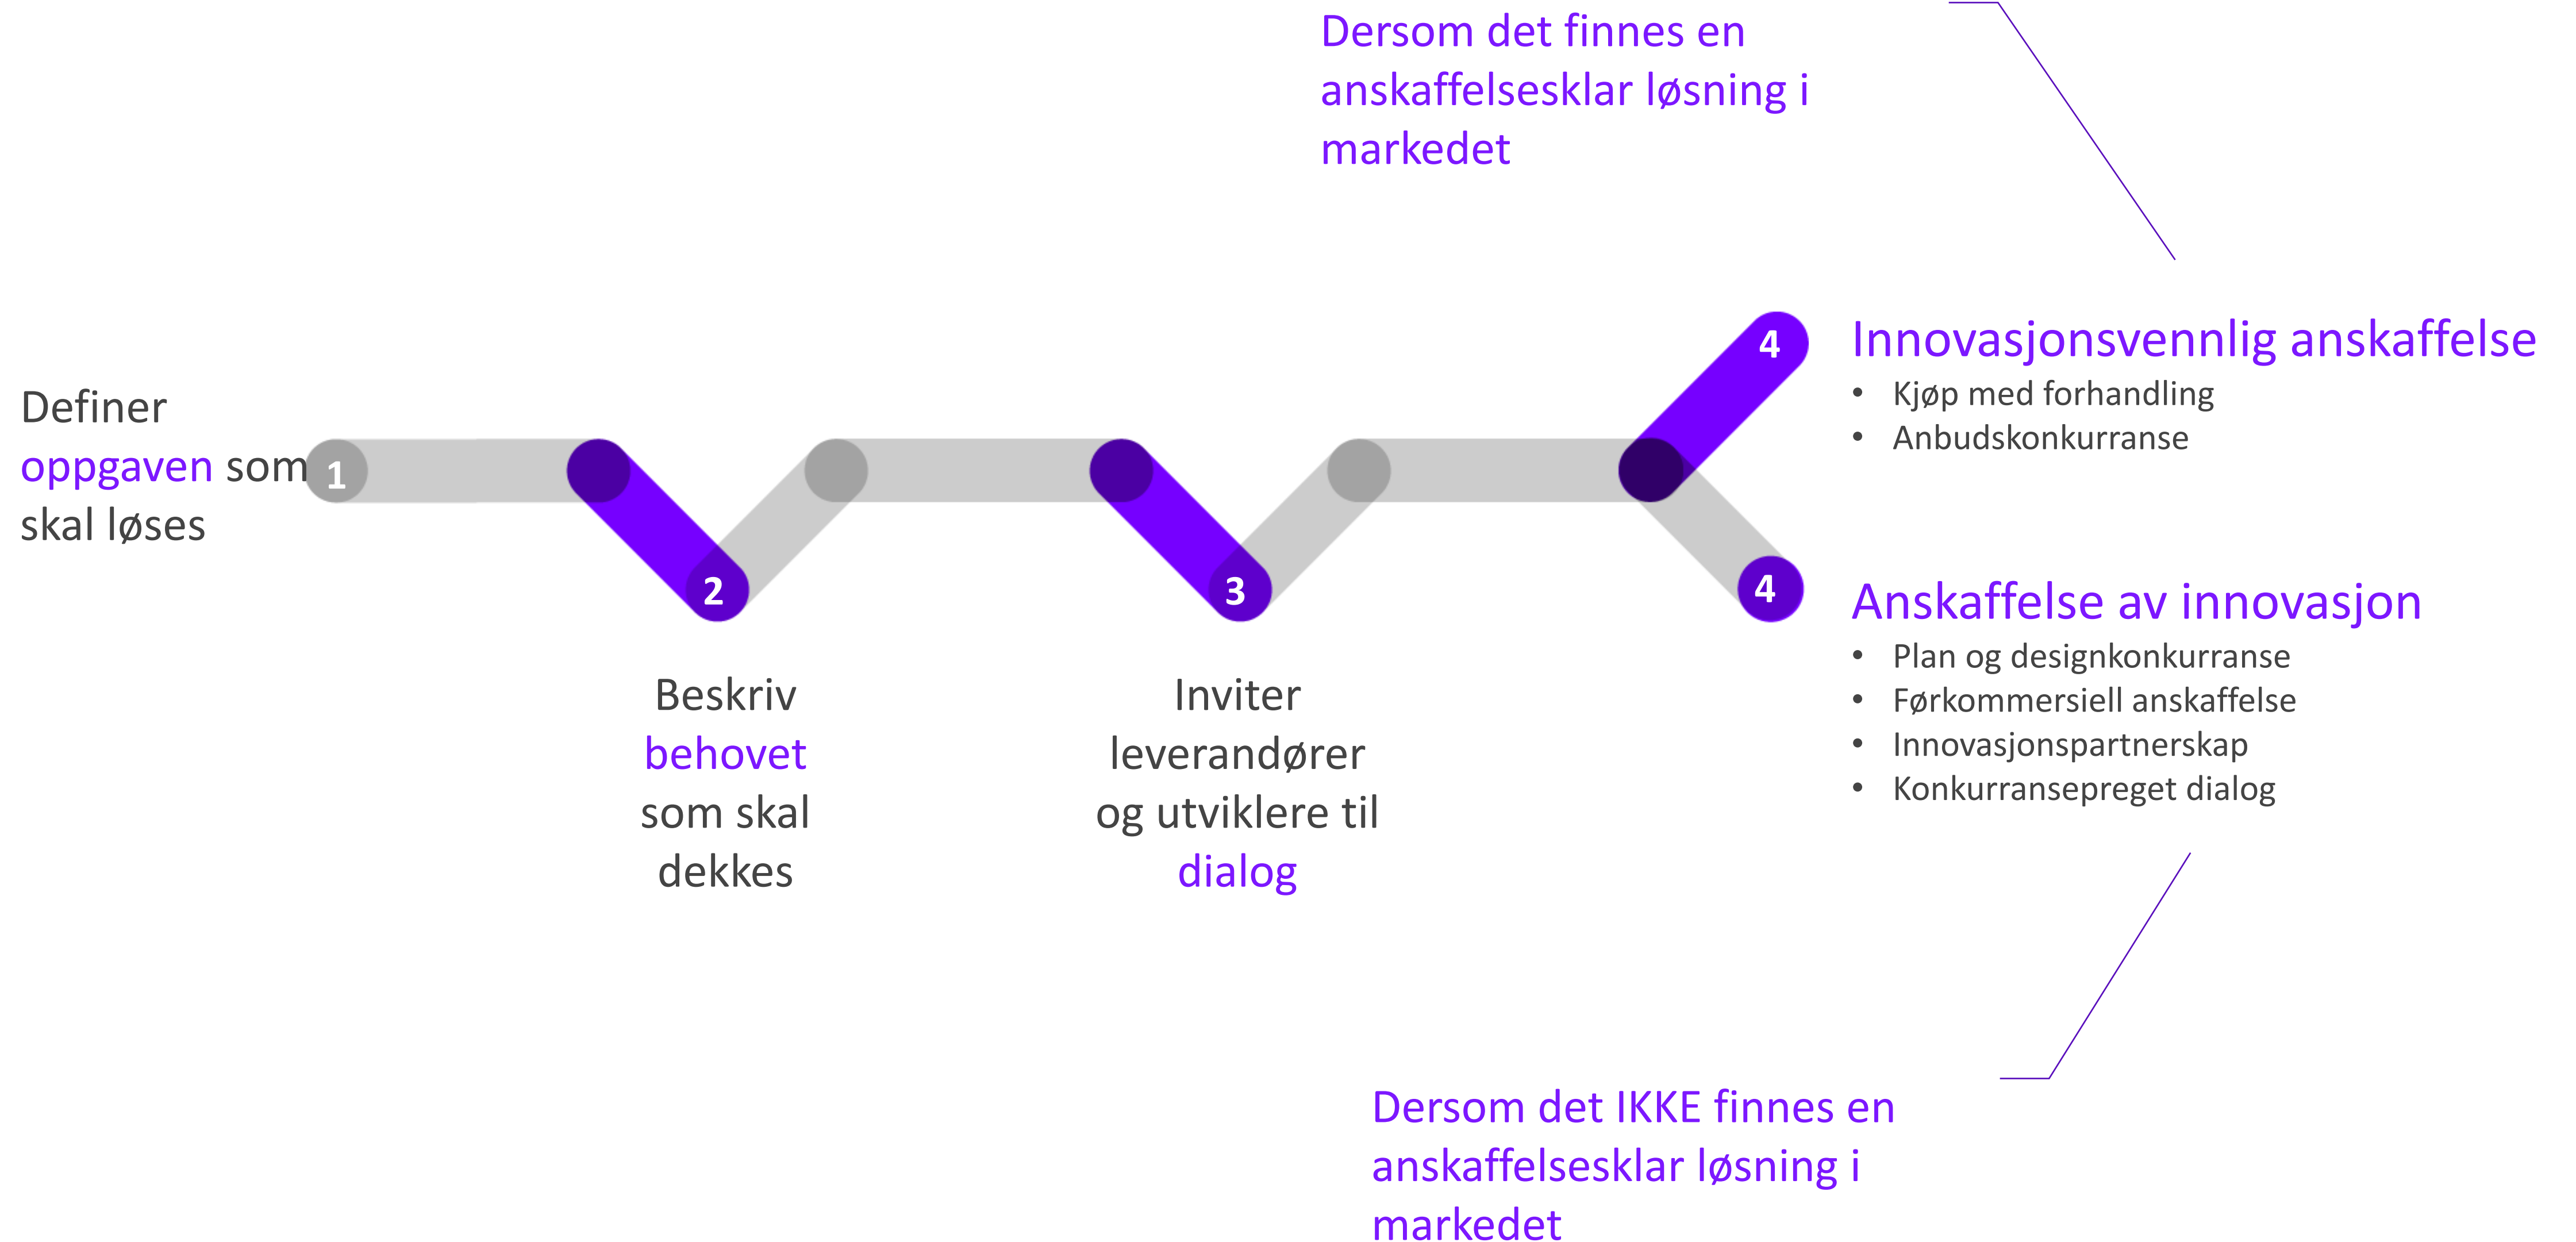 Dersom det finnes en
anskaffelsesklar løsning i
markedet
Definer
oppgaven som
skal løses
1
2
Beskriv
behovet
som skal
dekkes
3
Inviter
leverandører
og utviklere til
dialog
4
Innovasjonsvennlig anskaffelse
• Kjøp med forhandling
• Anbudskonkurranse
4
Anskaffelse av innovasjon
• Plan og designkonkurranse
• Førkommersiell anskaffelse
• Innovasjonspartnerskap
• Konkurransepreget dialog
Dersom det IKKE finnes en
anskaffelsesklar løsning i
markedet